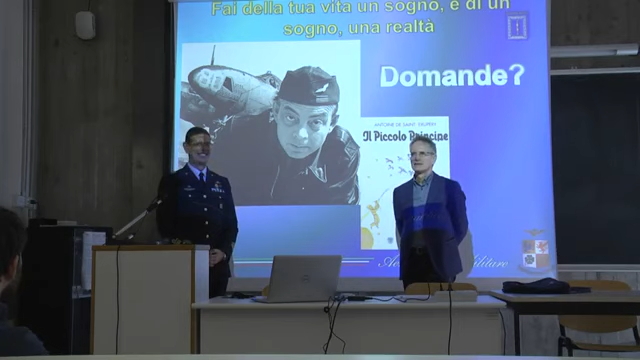 Fai della tua vita un sogno, e di un
sogno, una realtà
Domande?
ANTOINE DE SAINT-EXUPÉRY
Il Piccolo Principe